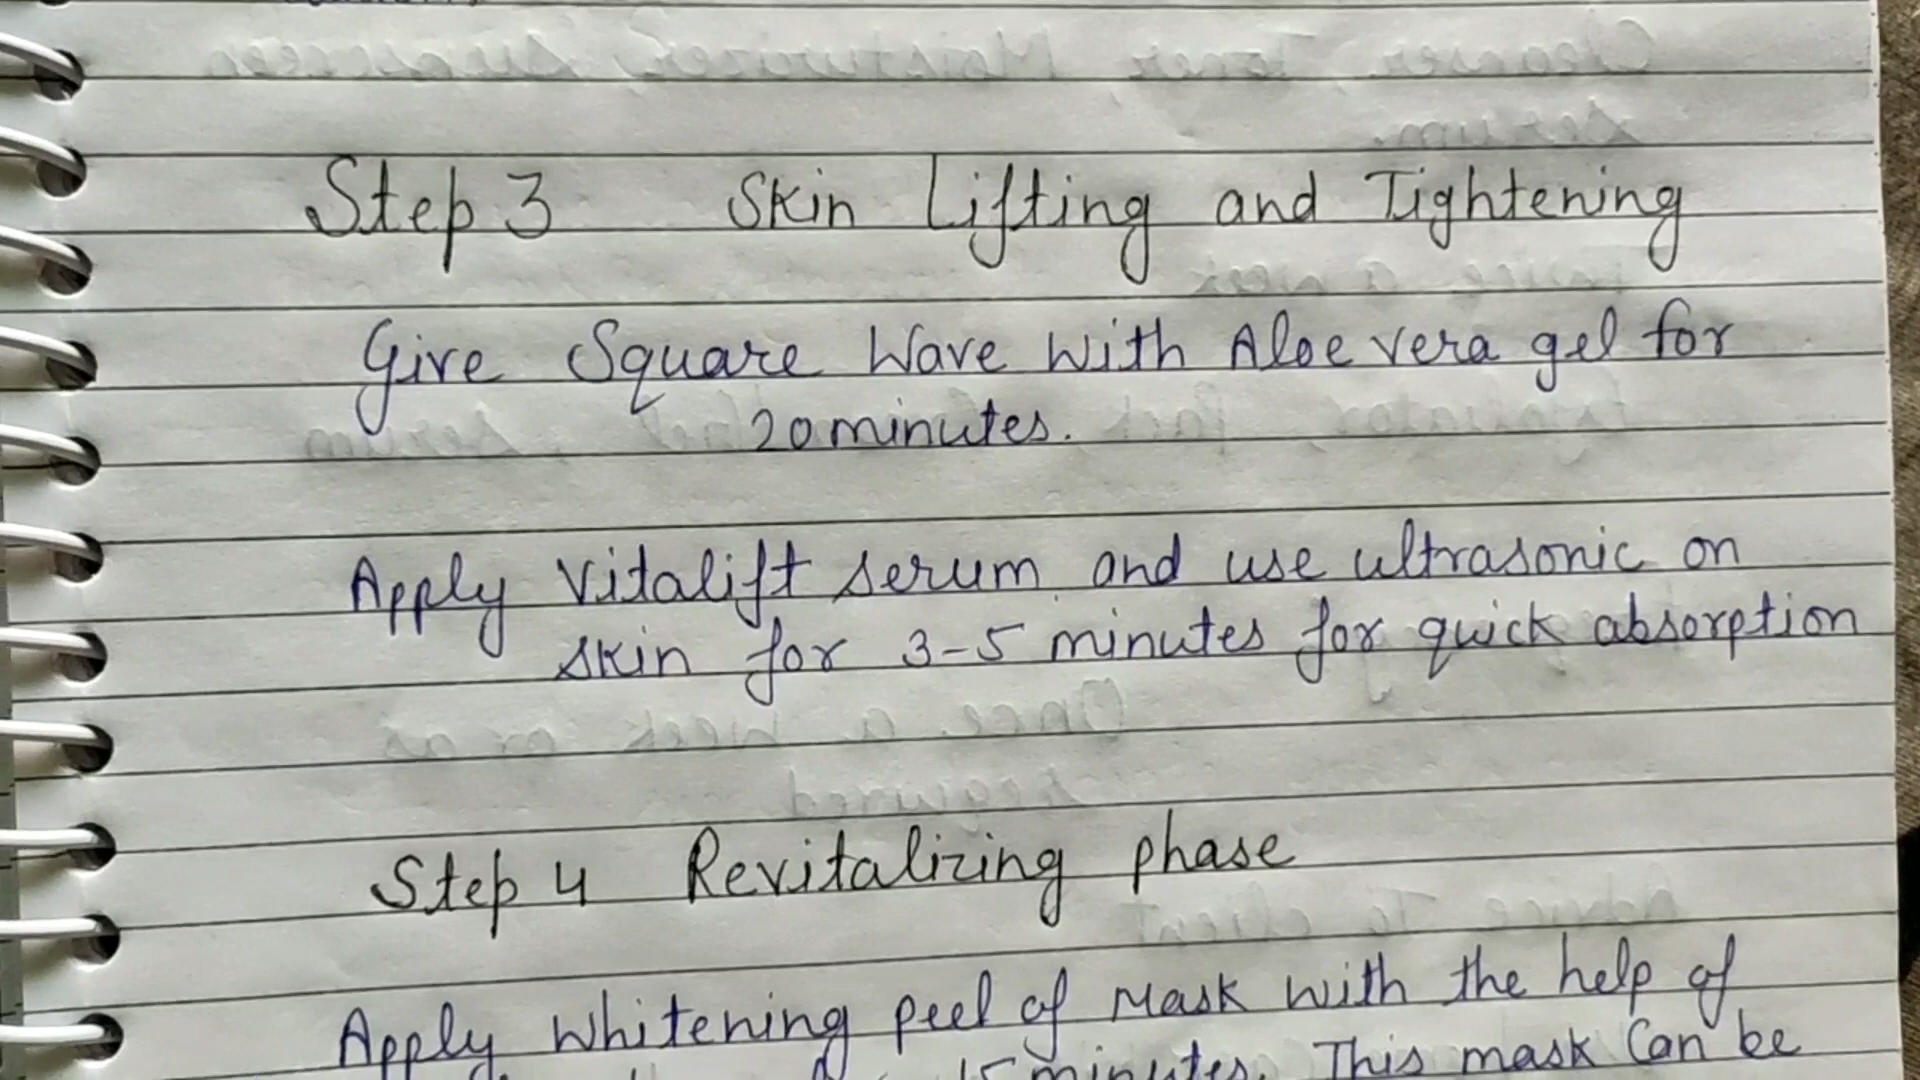 Step 3 Skin Lifting and Tightening
Give Square Wave with Aloe vera gel for
20 minutes.
Apply Vitalift serum and use ultrasonic on
skin for 3-5 minutes for quick absorption
Step 4 Revitalizing phase
Apply whitening peel of Mask with the help of
15 minutes. This mask Can be